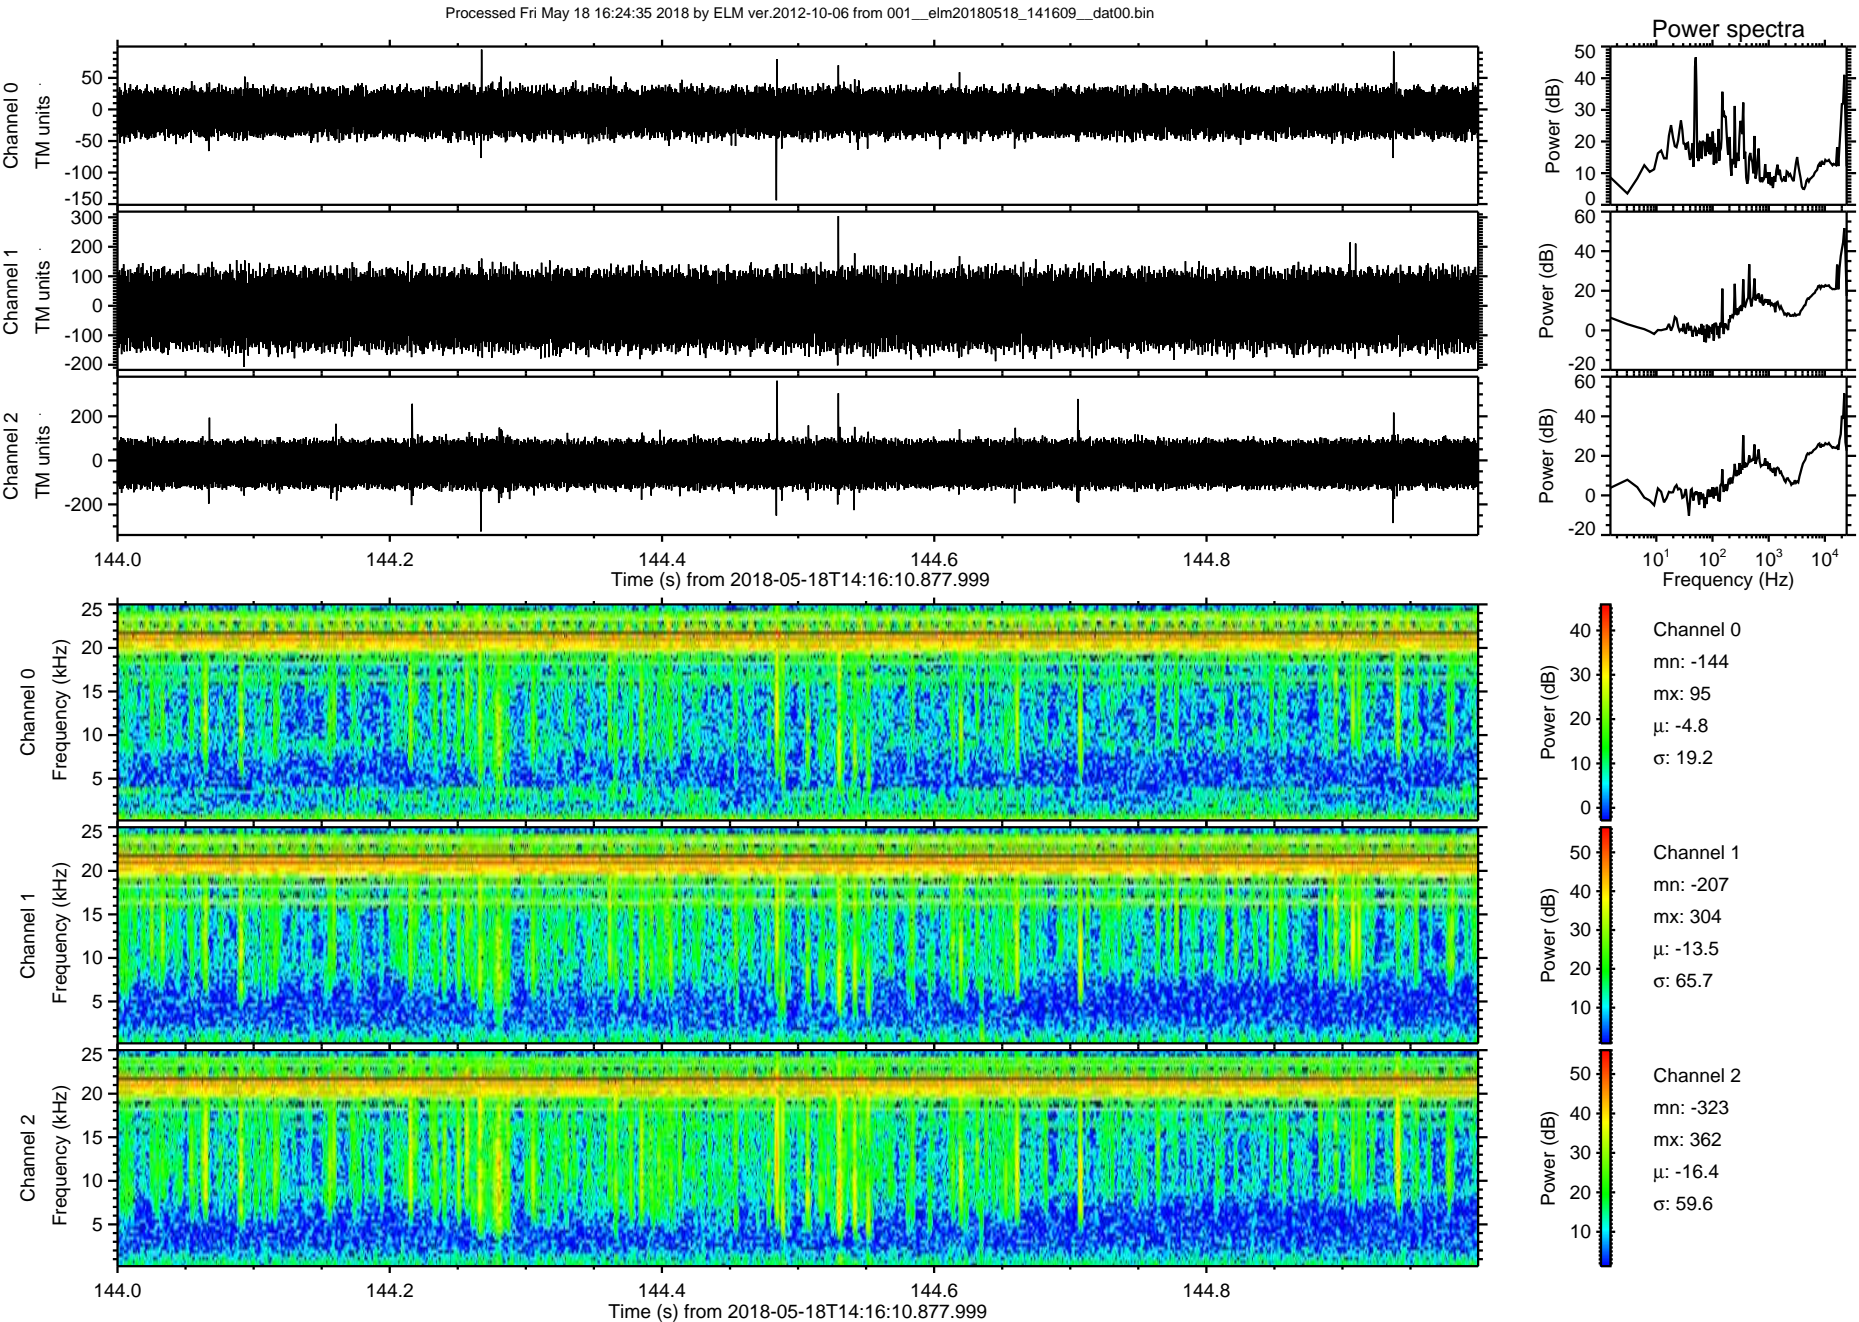 Processed Fri May 18 16:24:35 2018 by ELM ver.2012-10-06 from 001__elm20180518_141609__dat00.bin
Power spectra
Channel 0
TM units
50
0
-50
-100
-150
Power (dB)
50
40
30
20
10
0
Channel 1
TM units
300
200
100
0
-100
-200
Power (dB)
60
40
20
0
-20
Channel 2
TM units
200
0
-200
Power (dB)
60
40
20
0
-20
144.0 144.2 144.4 144.6 144.8
Time (s) from 2018-05-18T14:16:10.877.999
10^1 10^2 10^3 10^4
Frequency (Hz)
Channel 0
Frequency (kHz)
25
20
15
10
5
Power (dB)
40
30
20
10
0
Channel 0
mn: -144
mx: 95
μ: -4.8
σ: 19.2
Channel 1
Frequency (kHz)
25
20
15
10
5
Power (dB)
50
40
30
20
10
Channel 1
mn: -207
mx: 304
μ: -13.5
σ: 65.7
Channel 2
Frequency (kHz)
25
20
15
10
5
Power (dB)
50
40
30
20
10
Channel 2
mn: -323
mx: 362
μ: -16.4
σ: 59.6
144.0 144.2 144.4 144.6 144.8
Time (s) from 2018-05-18T14:16:10.877.999